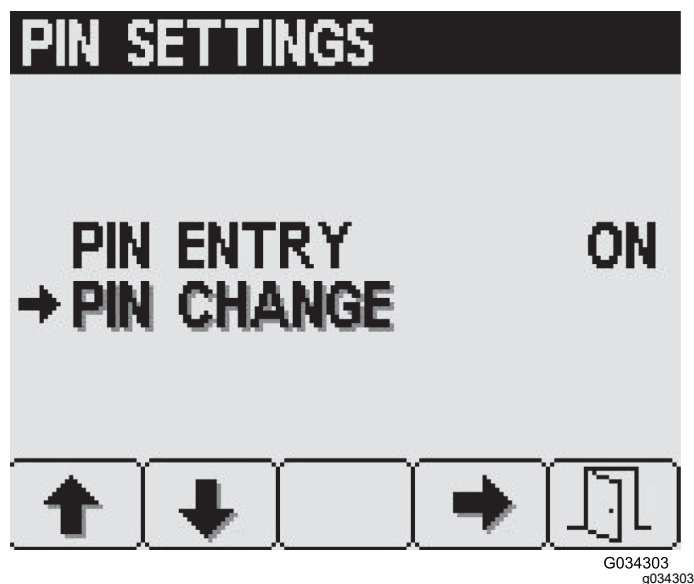 PIN SETTINGS
PIN ENTRY ON
PIN CHANGE
G034303
g034303